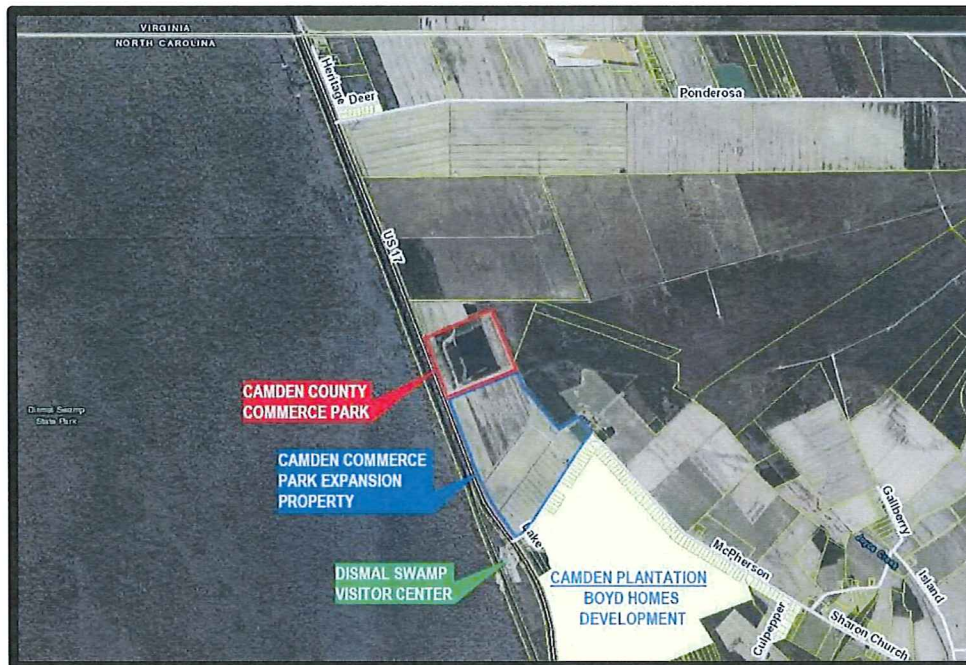 VIRGINIA
NORTH CAROLINA
Heritage
Deer
Ponderosa
US 17
CAMDEN COUNTY
COMMERCE PARK
Dismal Swamp
State Park
CAMDEN COMMERCE
PARK EXPANSION
PROPERTY
Lake
DISMAL SWAMP
VISITOR CENTER
CAMDEN PLANTATION
BOYD HOMES
DEVELOPMENT
McPherson
Culpepper
Sharon Church
Gallberry
Island